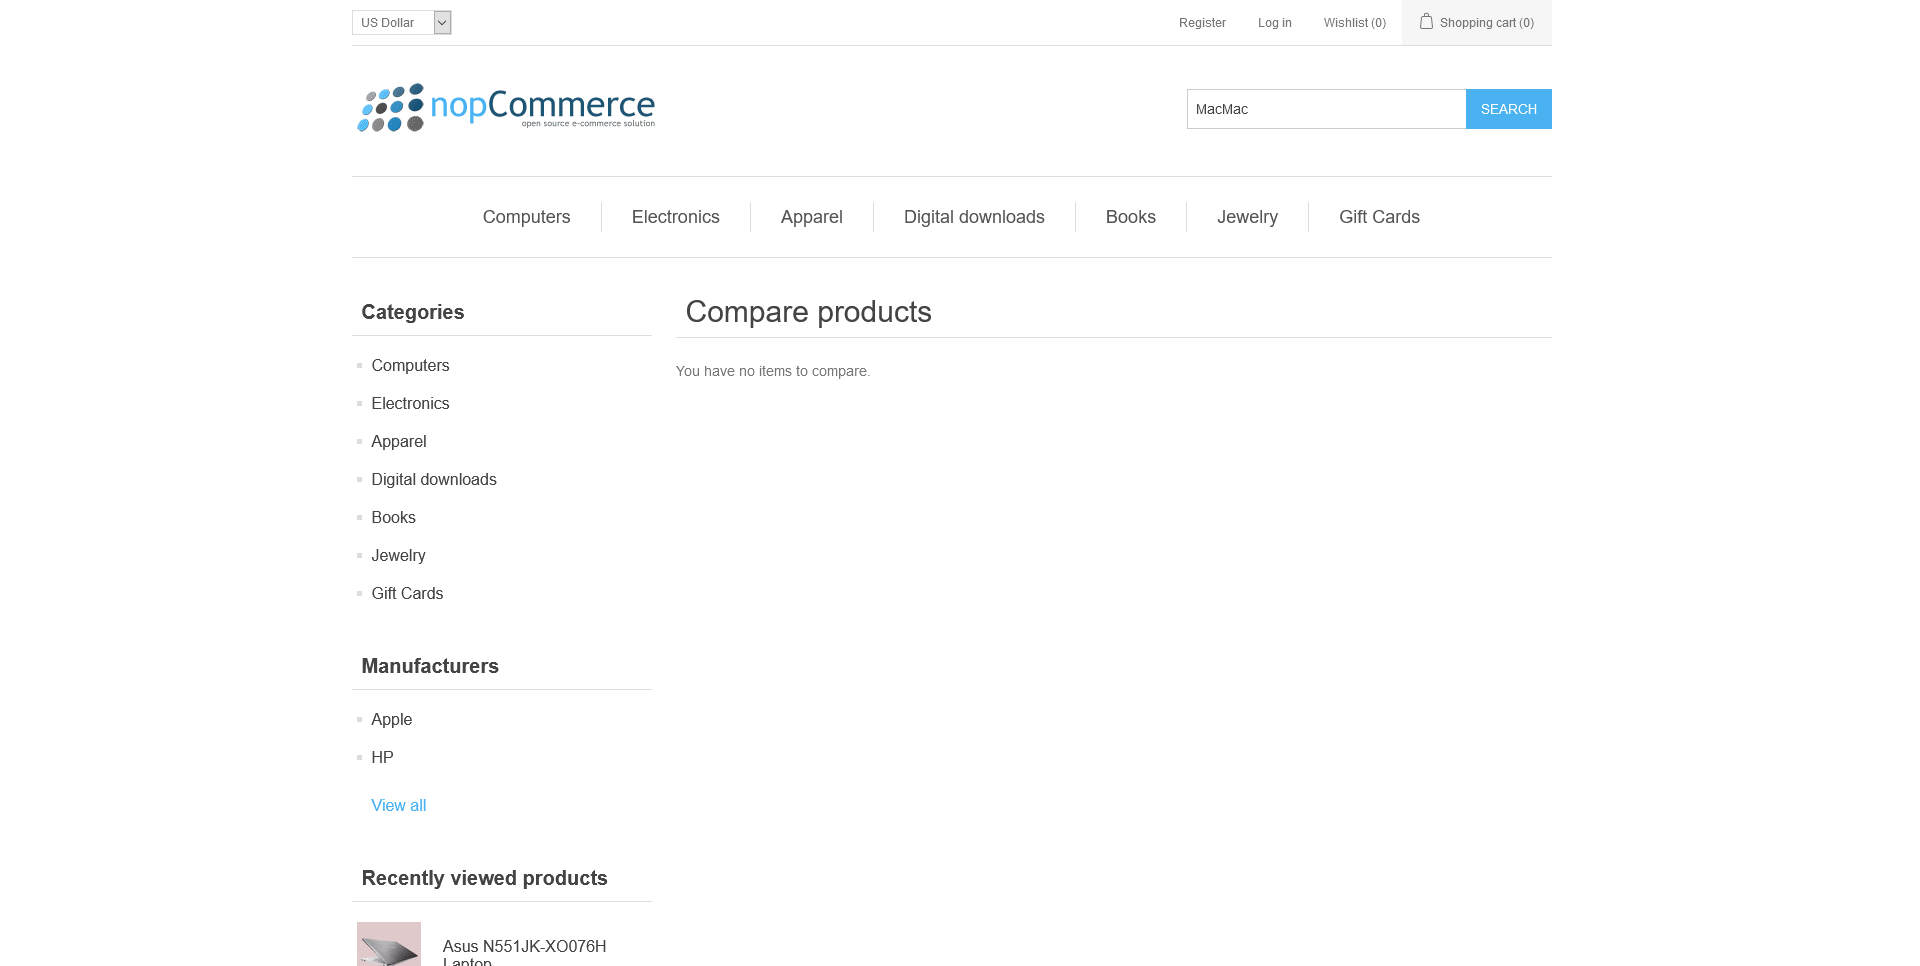 US Dollar
Register
Log in
Wishlist (0)
Shopping cart (0)
nopCommerce
open source e-commerce solution
MacMac
SEARCH
Computers
Electronics
Apparel
Digital downloads
Books
Jewelry
Gift Cards
Categories
Computers
Electronics
Apparel
Digital downloads
Books
Jewelry
Gift Cards
Manufacturers
Apple
HP
View all
Recently viewed products
Asus N551JK-XO076H
Laptop
Compare products
You have no items to compare.